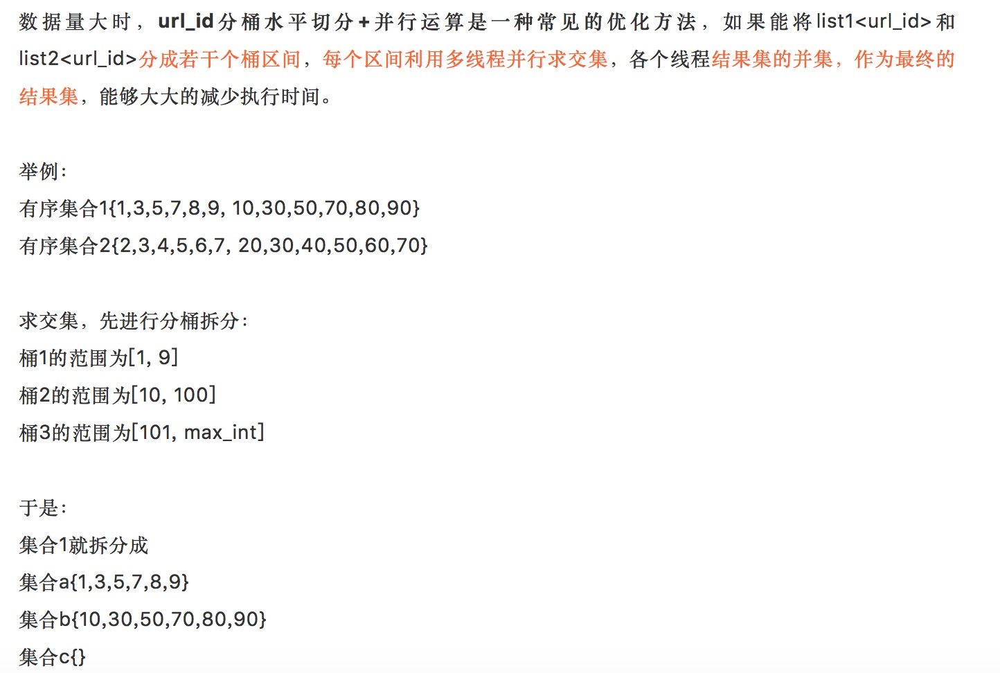 数据量大时，url_id分桶水平切分+并行运算是一种常见的优化方法，如果能将list1<url_id>和
list2<url_id>分成若干个桶区间，每个区间利用多线程并行求交集，各个线程结果集的并集，作为最终的
结果集，能够大大的减少执行时间。
举例：
有序集合1{1,3,5,7,8,9, 10,30,50,70,80,90}
有序集合2{2,3,4,5,6,7, 20,30,40,50,60,70}
求交集，先进行分桶拆分：
桶1的范围为[1, 9]
桶2的范围为[10, 100]
桶3的范围为[101, max_int]
于是：
集合1就拆分成
集合a{1,3,5,7,8,9}
集合b{10,30,50,70,80,90}
集合c{}